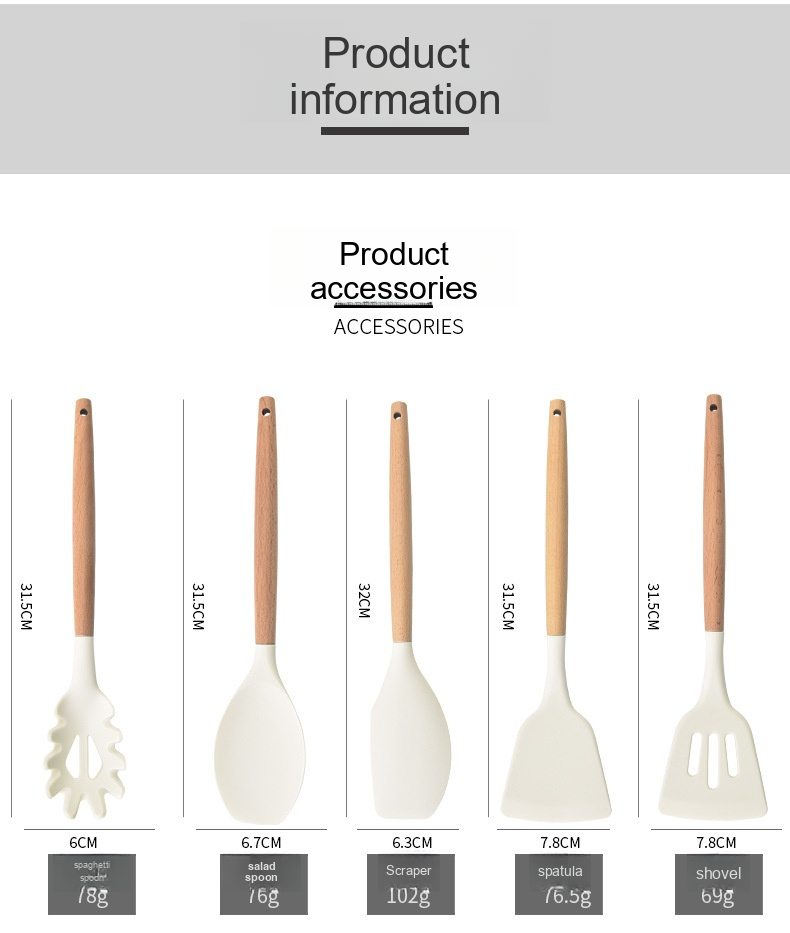 Product
information
Product
accessories
ACCESSORIES
31.5CM
31.5CM
32CM
31.5CM
31.5CM
6CM
6.7CM
6.3CM
7.8CM
7.8CM
spaghetti
spoon
78g
salad
spoon
76g
Scraper
102g
spatula
76.5g
shovel
69g